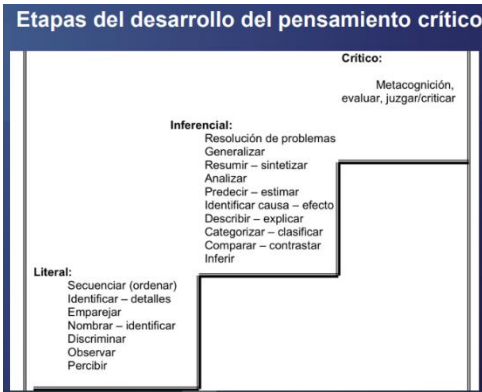 Etapas del desarrollo del pensamiento crítico
Crítico:
Metacognición,
evaluar, juzgar/criticar
Inferencial:
Resolución de problemas
Generalizar
Resumir – sintetizar
Analizar
Predecir – estimar
Identificar causa – efecto
Describir – explicar
Categorizar – clasificar
Comparar – contrastar
Inferir
Literal:
Secuenciar (ordenar)
Identificar – detalles
Emparejar
Nombrar – identificar
Discriminar
Observar
Percibir